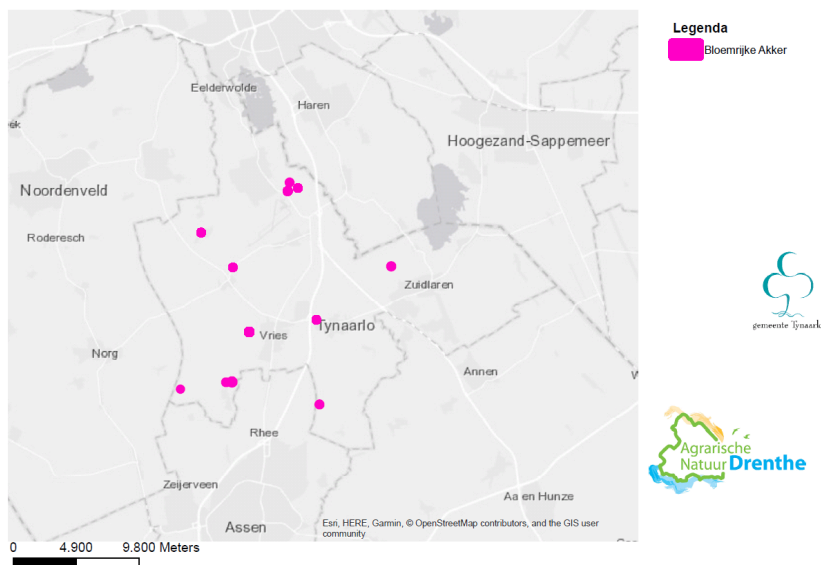 Legenda
Bloemrijke Akker
Eelderwolde
Haren
Hoogezand-Sappemeer
Noordenveld
Roderesch
Zuidlaren
Tynaarlo
Vries
Norg
Annen
Rhee
Zeijerveen
Aa en Hunze
Assen
Esri, HERE, Garmin, © OpenStreetMap contributors, and the GIS user
community
0 4.900 9.800 Meters
gemeente Tynaarlo
Agrarische
Natuur Drenthe